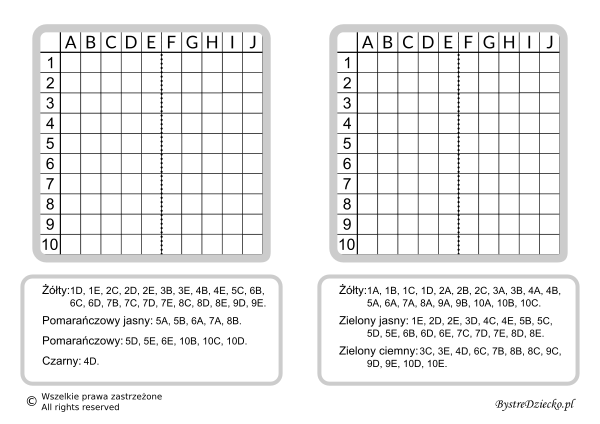 A B C D E F G H I J
1
2
3
4
5
6
7
8
9
10
Żółty:1D, 1E, 2C, 2D, 2E, 3B, 3E, 4B, 4E, 5C, 6B,
6C, 6D, 7B, 7C, 7D, 7E, 8C, 8D, 8E, 9D, 9E.
Pomarańczowy jasny: 5A, 5B, 6A, 7A, 8B.
Pomarańczowy: 5D, 5E, 6E, 10B, 10C, 10D.
Czarny: 4D.
A B C D E F G H I J
1
2
3
4
5
6
7
8
9
10
Żółty:1A, 1B, 1C, 1D, 2A, 2B, 2C, 3A, 3B, 4A, 4B,
5A, 6A, 7A, 8A, 9A, 9B, 10A, 10B, 10C.
Zielony jasny: 1E, 2D, 2E, 3D, 4C, 4E, 5B, 5C,
5D, 5E, 6B, 6D, 6E, 7C, 7D, 7E, 8D, 8E.
Zielony ciemny:3C, 3E, 4D, 6C, 7B, 8B, 8C, 9C,
9D, 9E, 10D, 10E.
© Wszelkie prawa zastrzeżone
All rights reserved
BystreDziecko.pl